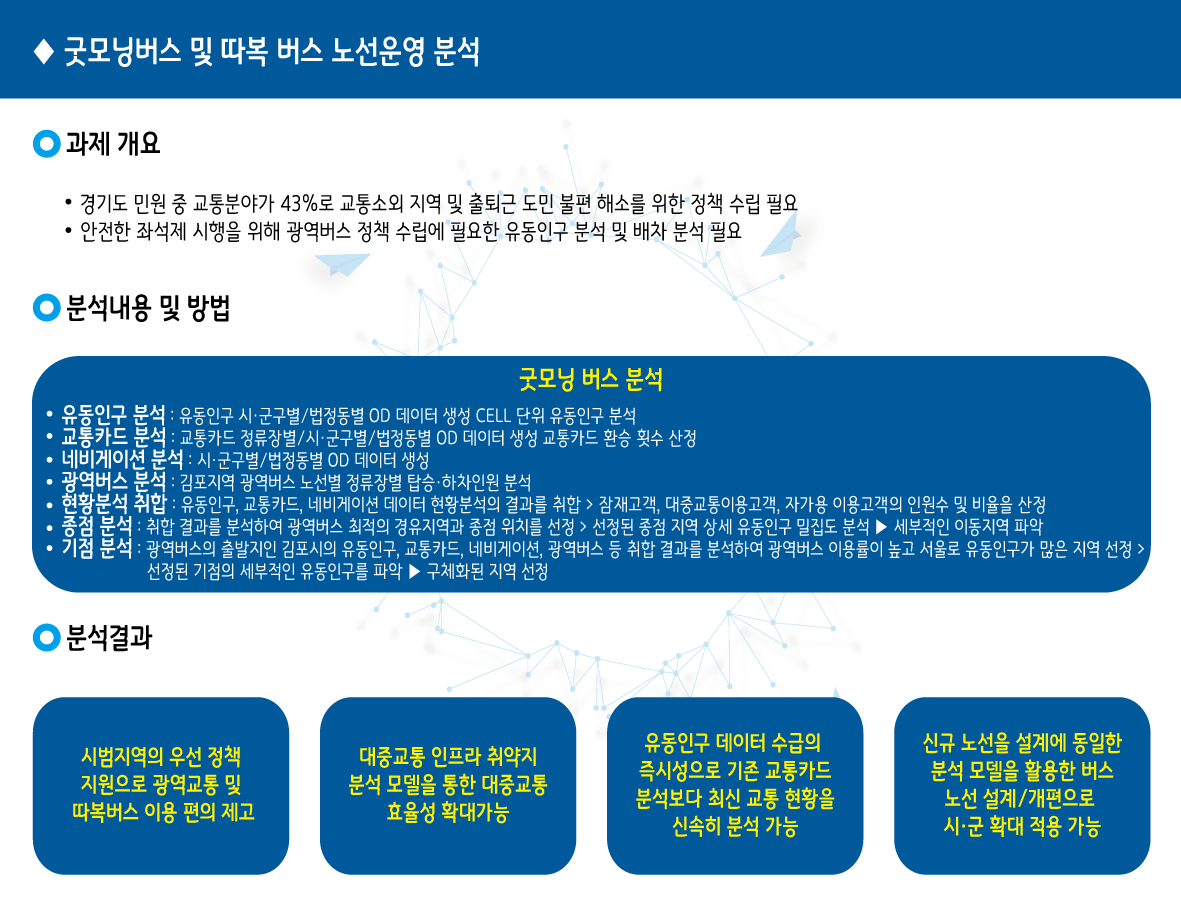 ♦ 굿모닝버스 및 따복 버스 노선운영 분석
과제 개요
• 경기도 민원 중 교통분야가 43%로 교통소외 지역 및 출퇴근 도민 불편 해소를 위한 정책 수립 필요
• 안전한 좌석제 시행을 위해 광역버스 정책 수립에 필요한 유동인구 분석 및 배차 분석 필요
분석내용 및 방법
굿모닝 버스 분석
• 유동인구 분석 : 유동인구 시·군구별/법정동별 OD 데이터 생성 CELL 단위 유동인구 분석
• 교통카드 분석 : 교통카드 정류장별/시·군구별/법정동별 OD 데이터 생성 교통카드 환승 횟수 산정
• 네비게이션 분석 : 시·군구별/법정동별 OD 데이터 생성
• 광역버스 분석 : 김포지역 광역버스 노선별 정류장별 탑승·하차인원 분석
• 현황분석 취합 : 유동인구, 교통카드, 네비게이션 데이터 현황분석의 결과를 취합 > 잠재고객, 대중교통이용고객, 자가용 이용고객의 인원수 및 비율을 산정
• 종점 분석 : 취합 결과를 분석하여 광역버스 최적의 경유지역과 종점 위치를 선정 > 선정된 종점 지역 상세 유동인구 밀집도 분석 ▶ 세부적인 이동지역 파악
• 기점 분석 : 광역버스의 출발지인 김포시의 유동인구, 교통카드, 네비게이션, 광역버스 등 취합 결과를 분석하여 광역버스 이용률이 높고 서울로 유동인구가 많은 지역 선정 >
선정된 기점의 세부적인 유동인구를 파악 ▶ 구체화된 지역 선정
분석결과
시범지역의 우선 정책
지원으로 광역교통 및
따복버스 이용 편의 제고
대중교통 인프라 취약지
분석 모델을 통한 대중교통
효율성 확대가능
유동인구 데이터 수급의
즉시성으로 기존 교통카드
분석보다 최신 교통 현황을
신속히 분석 가능
신규 노선을 설계에 동일한
분석 모델을 활용한 버스
노선 설계/개편으로
시·군 확대 적용 가능